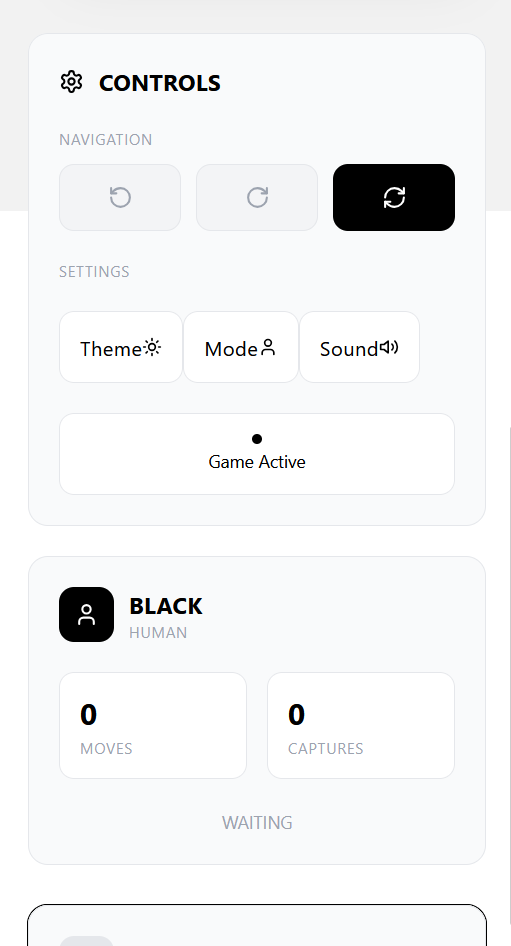 CONTROLS
NAVIGATION
SETTINGS
Theme Mode Sound
Game Active
BLACK
HUMAN
0 0
MOVES CAPTURES
WAITING